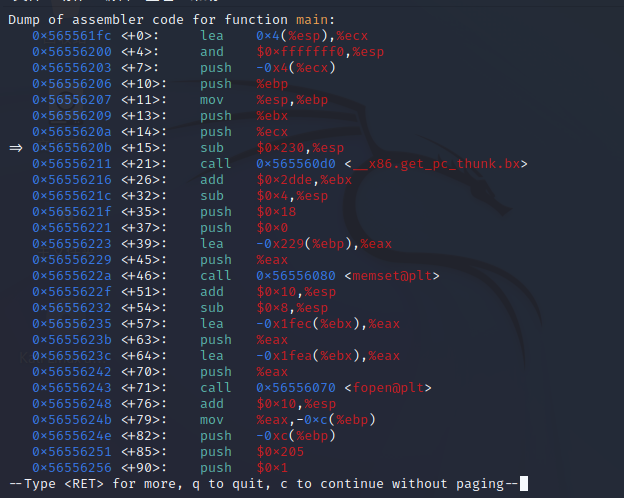 Dump of assembler code for function main:
0×565561fc <+0>: lea 0×4(%esp),%ecx
0×56556200 <+4>: and $0×fffffff0,%esp
0×56556203 <+7>: push -0×4(%ecx)
0×56556206 <+10>: push %ebp
0×56556207 <+11>: mov %esp,%ebp
0×56556209 <+13>: push %ebx
0×5655620a <+14>: push %ecx
⇒ 0×5655620b <+15>: sub $0×230,%esp
0×56556211 <+21>: call 0×565560d0 <__x86.get_pc_thunk.bx>
0×56556216 <+26>: add $0×2dde,%ebx
0×5655621c <+32>: sub $0×4,%esp
0×5655621f <+35>: push $0×18
0×56556221 <+37>: push $0×0
0×56556223 <+39>: lea -0×229(%ebp),%eax
0×56556229 <+45>: push %eax
0×5655622a <+46>: call 0×56556080 <memset@plt>
0×5655622f <+51>: add $0×10,%esp
0×56556232 <+54>: sub $0×8,%esp
0×56556235 <+57>: lea -0×1fec(%ebx),%eax
0×5655623b <+63>: push %eax
0×5655623c <+64>: lea -0×1fea(%ebx),%eax
0×56556242 <+70>: push %eax
0×56556243 <+71>: call 0×56556070 <fopen@plt>
0×56556248 <+76>: add $0×10,%esp
0×5655624b <+79>: mov %eax,-0×c(%ebp)
0×5655624e <+82>: push -0×c(%ebp)
0×56556251 <+85>: push $0×205
0×56556256 <+90>: push $0×1
--Type <RET> for more, q to quit, c to continue without paging--